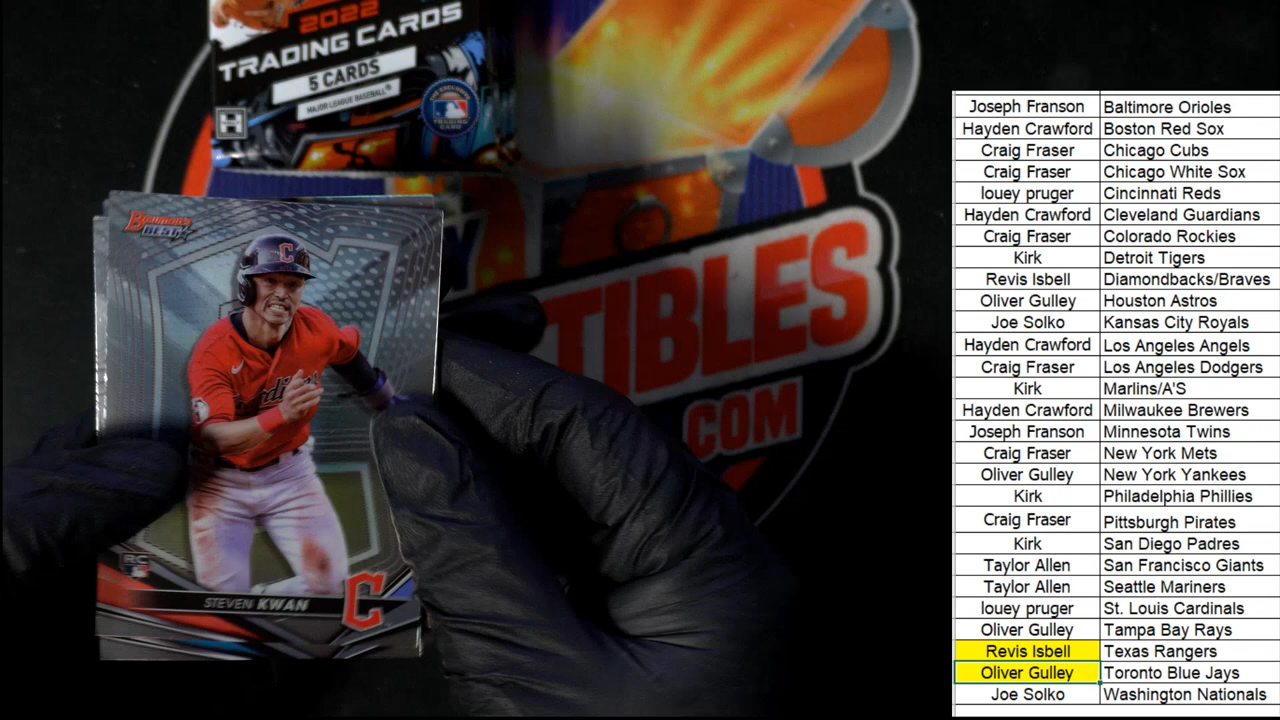 2022
TRADING CARDS
5 CARDS
MAJOR LEAGUE BASEBALL®
H
TRADING
CARD
Bowman's
BEST
C
RC
STEVEN KWAN
C
TIBLES
.COM
Joseph Franson Baltimore Orioles
Hayden Crawford Boston Red Sox
Craig Fraser Chicago Cubs
Craig Fraser Chicago White Sox
louey pruger Cincinnati Reds
Hayden Crawford Cleveland Guardians
Craig Fraser Colorado Rockies
Kirk Detroit Tigers
Revis Isbell Diamondbacks/Braves
Oliver Gulley Houston Astros
Joe Solko Kansas City Royals
Hayden Crawford Los Angeles Angels
Craig Fraser Los Angeles Dodgers
Kirk Marlins/A'S
Hayden Crawford Milwaukee Brewers
Joseph Franson Minnesota Twins
Craig Fraser New York Mets
Oliver Gulley New York Yankees
Kirk Philadelphia Phillies
Craig Fraser Pittsburgh Pirates
Kirk San Diego Padres
Taylor Allen San Francisco Giants
Taylor Allen Seattle Mariners
louey pruger St. Louis Cardinals
Oliver Gulley Tampa Bay Rays
Revis Isbell Texas Rangers
Oliver Gulley Toronto Blue Jays
Joe Solko Washington Nationals